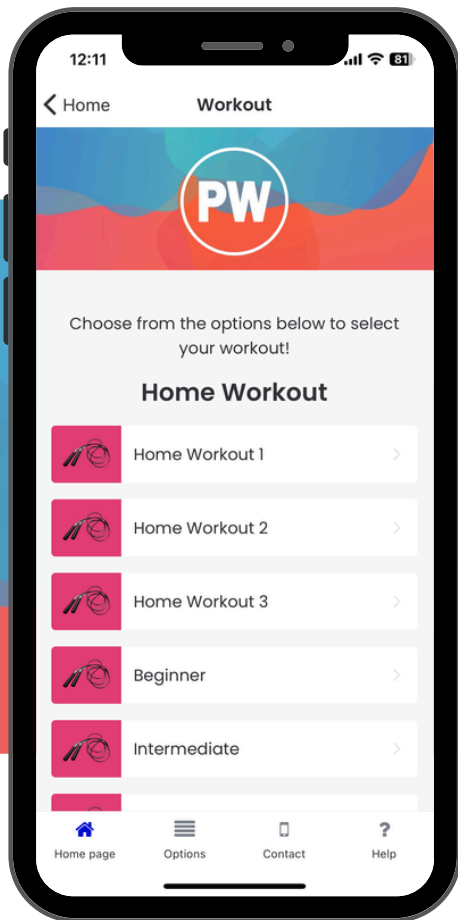 12:11
81
Home
Workout
PW
Choose from the options below to select
your workout!
Home Workout
Home Workout 1
Home Workout 2
Home Workout 3
Beginner
Intermediate
Home page
Options
Contact
? Help